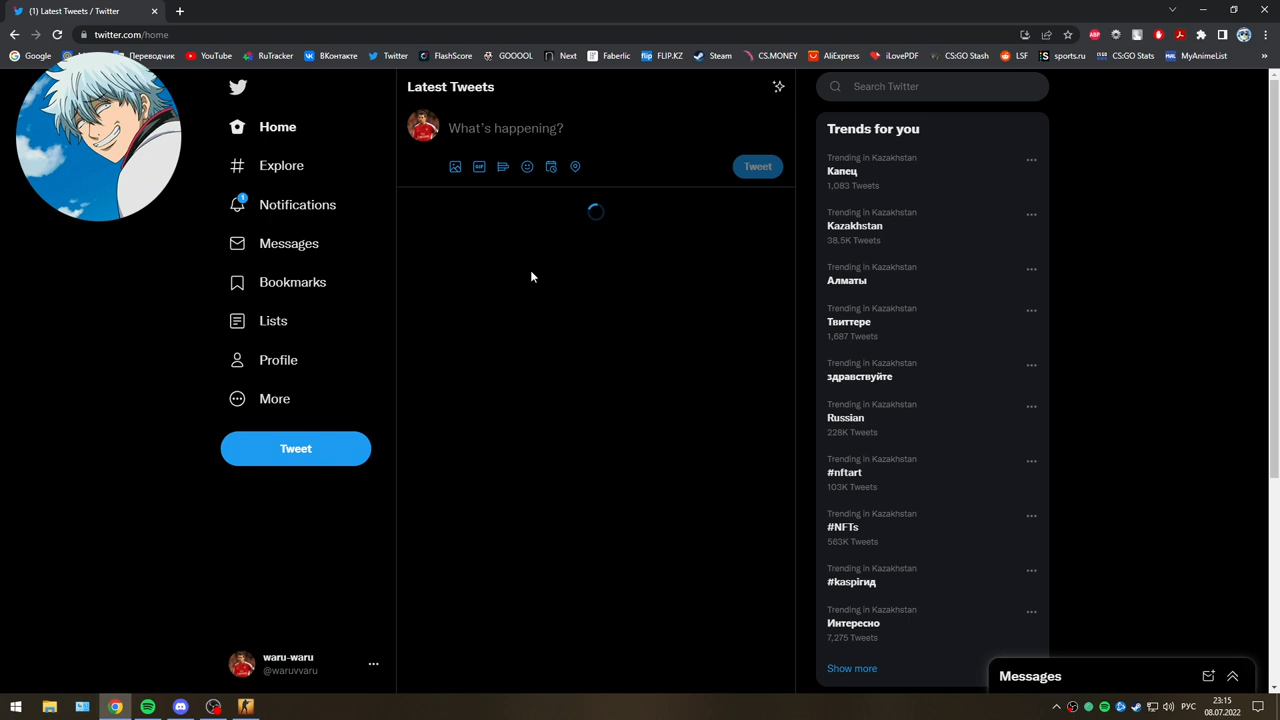 (1) Latest Tweets / Twitter
twitter.com/home
Google
Переводчик
YouTube
RuTracker
ВКонтакте
Twitter
FlashScore
GOOOOL
Next
Faberlic
FLIP.KZ
Steam
CS.MONEY
AliExpress
iLovePDF
CS:GO Stash
LSF
sports.ru
CS:GO Stats
MyAnimeList
Home
Explore
1
Notifications
Messages
Bookmarks
Lists
Profile
More
Tweet
waru-waru
@waruvvaru
Latest Tweets
What's happening?
GIF
Tweet
Search Twitter
Trends for you
Trending in Kazakhstan
Капец
1,083 Tweets
Trending in Kazakhstan
Kazakhstan
38.5K Tweets
Trending in Kazakhstan
Алматы
Trending in Kazakhstan
Твиттере
1,687 Tweets
Trending in Kazakhstan
здравствуйте
Trending in Kazakhstan
Russian
228K Tweets
Trending in Kazakhstan
#nftart
103K Tweets
Trending in Kazakhstan
#NFTs
563K Tweets
Trending in Kazakhstan
#kaspiгид
Trending in Kazakhstan
Интересно
7,275 Tweets
Show more
Messages
РУС
23:15
08.07.2022